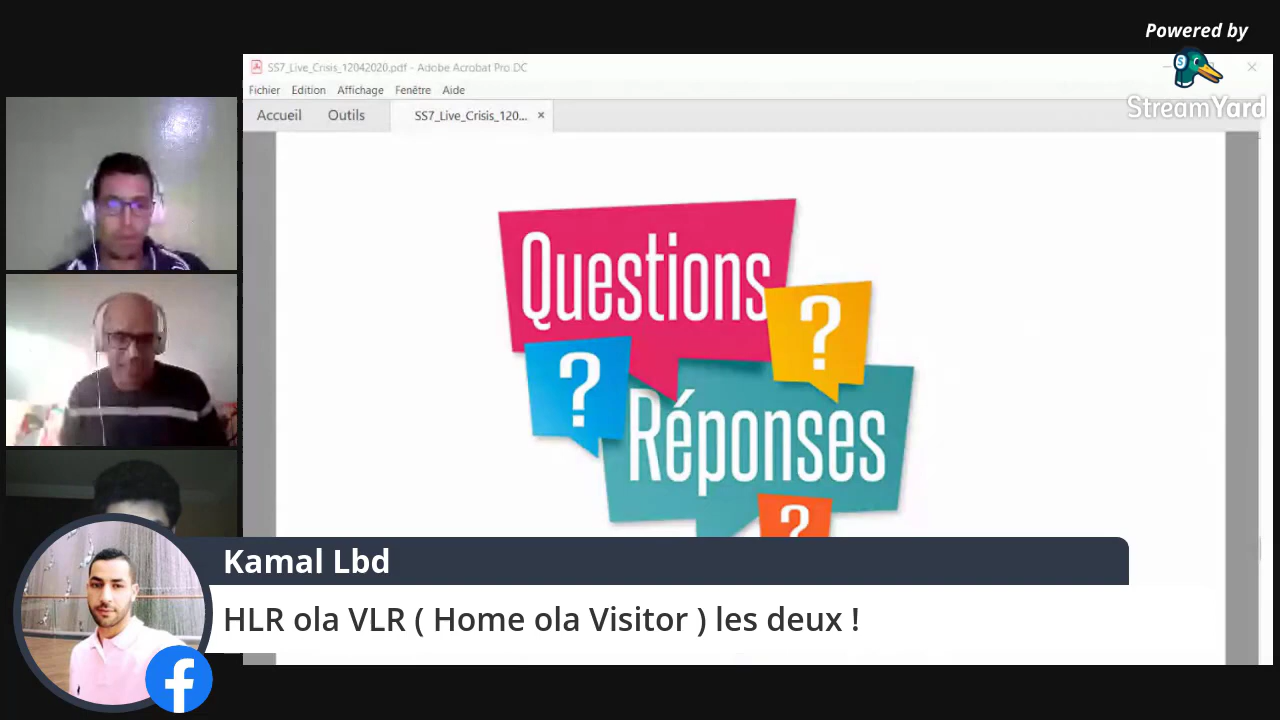 Powered by
StreamYard
SS7_Live_Crisis_12042020.pdf - Adobe Acrobat Pro DC
Fichier Edition Affichage Fenêtre Aide
Accueil Outils SS7_Live_Crisis_120... ×
Questions
?
?
Réponses
?
Kamal Lbd
HLR ola VLR ( Home ola Visitor ) les deux !